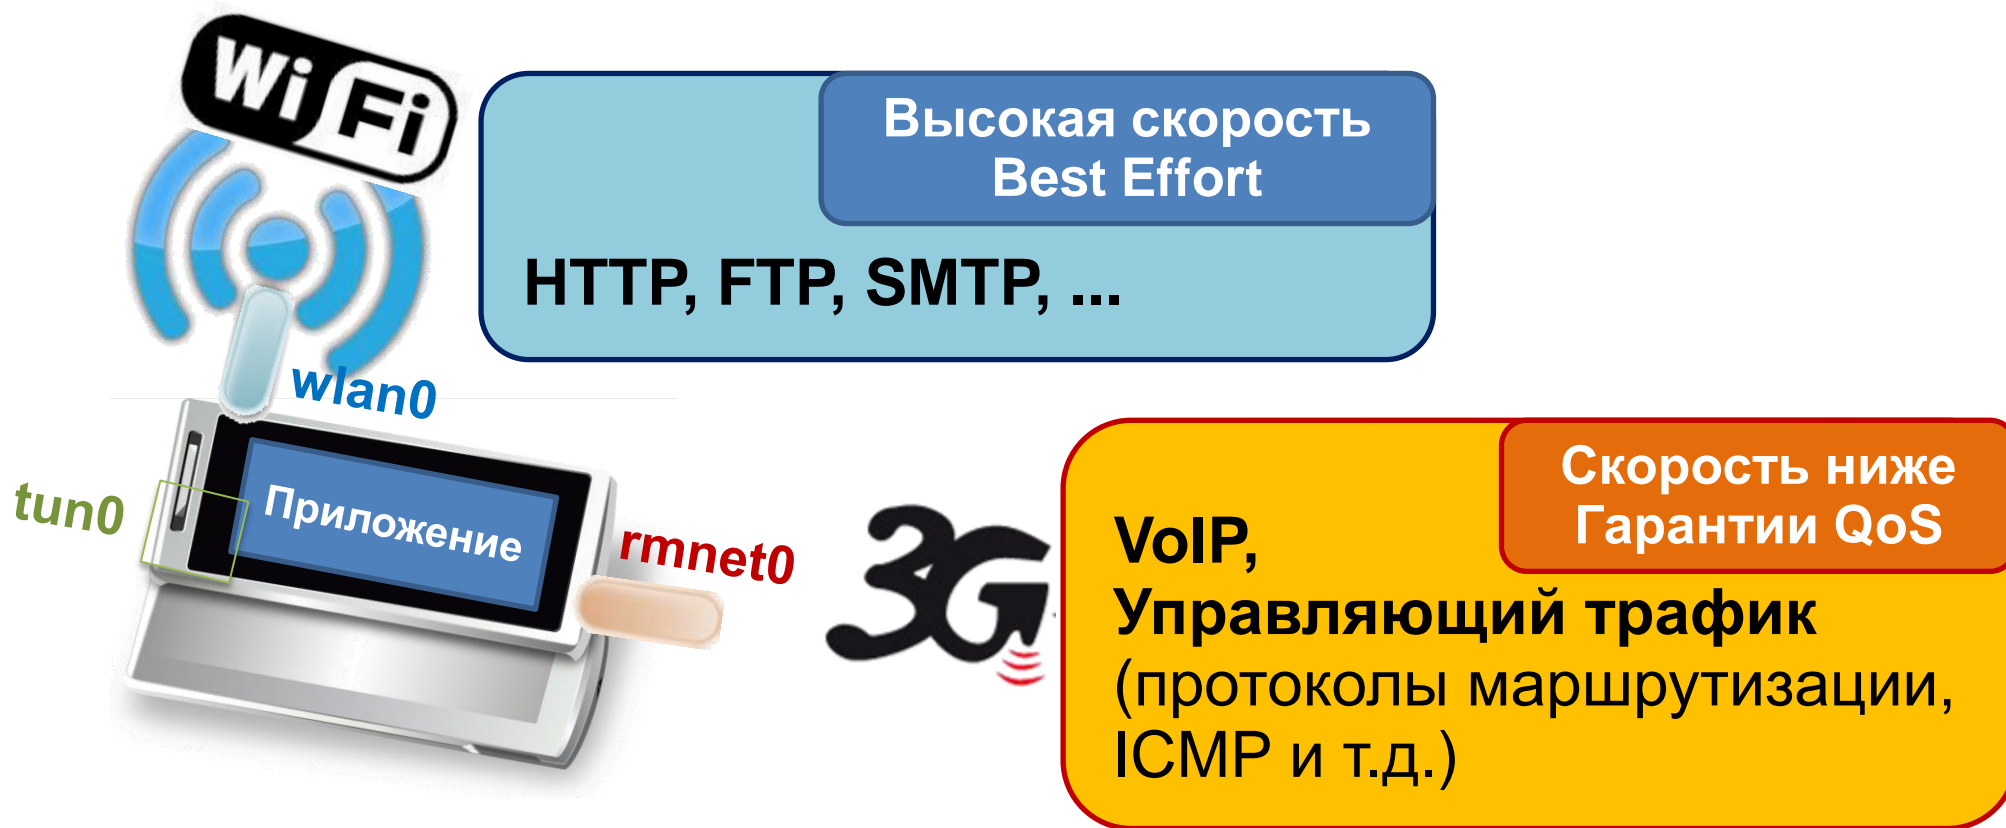 Wi Fi
Высокая скорость
Best Effort
HTTP, FTP, SMTP, ...
wlan0
tun0
Приложение
rmnet0
3G
Скорость ниже
Гарантии QoS
VoIP,
Управляющий трафик
(протоколы маршрутизации,
ICMP и т.д.)